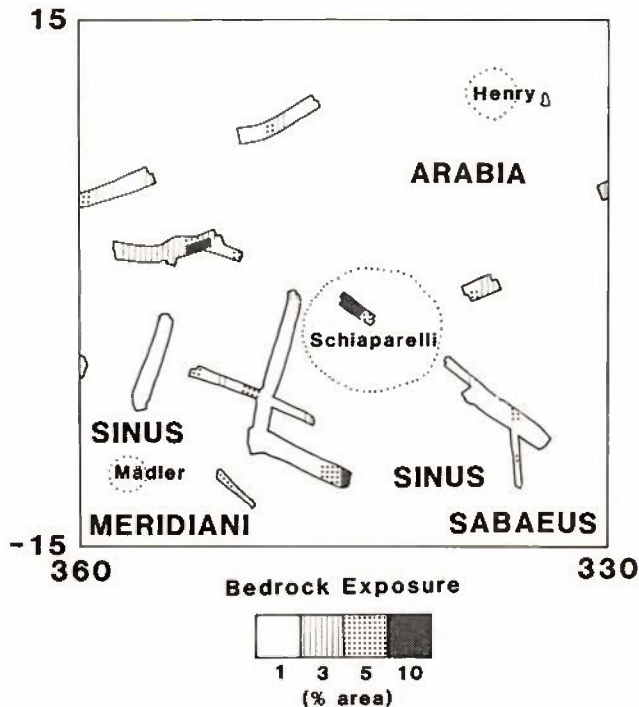 15
Henry
ARABIA
Schiaparelli
SINUS
Mädler
SINUS
MERIDIANI
SABAEUS
-15
360
330
Bedrock Exposure
1 3 5 10
(% area)